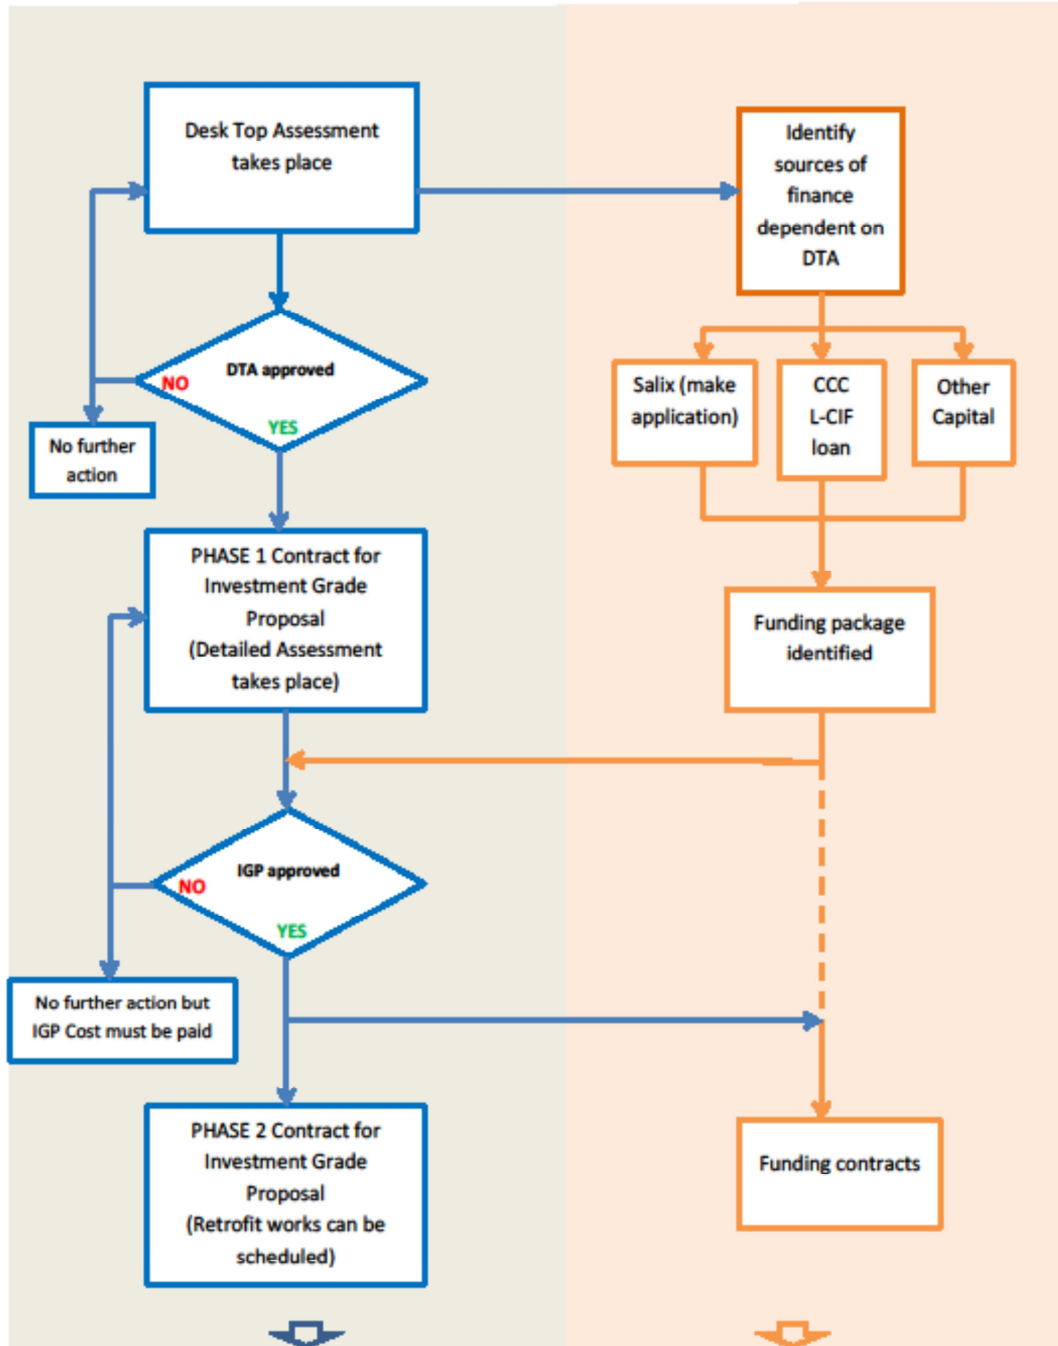 Desk Top Assessment
takes place
DTA approved
NO
YES
No further
action
PHASE 1 Contract for
Investment Grade
Proposal
(Detailed Assessment
takes place)
IGP approved
NO
YES
No further action but
IGP Cost must be paid
PHASE 2 Contract for
Investment Grade
Proposal
(Retrofit works can be
scheduled)
Identify
sources of
finance
dependent on
DTA
Salix (make
application)
CCC
L-CIF
loan
Other
Capital
Funding package
identified
Funding contracts